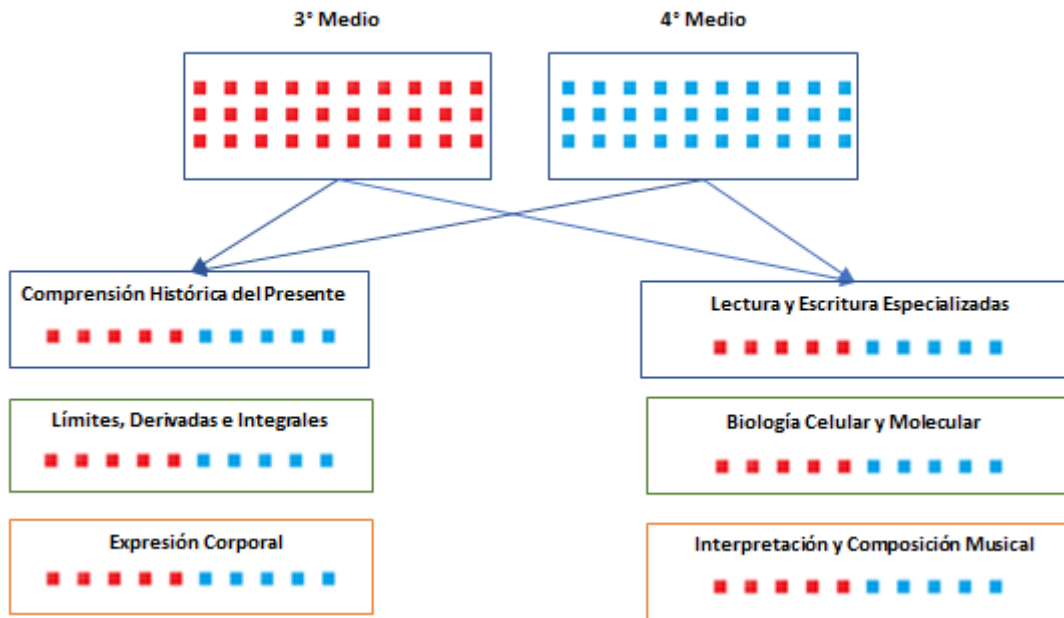 3° Medio
4° Medio
Comprensión Histórica del Presente
Lectura y Escritura Especializadas
Límites, Derivadas e Integrales
Biología Celular y Molecular
Expresión Corporal
Interpretación y Composición Musical